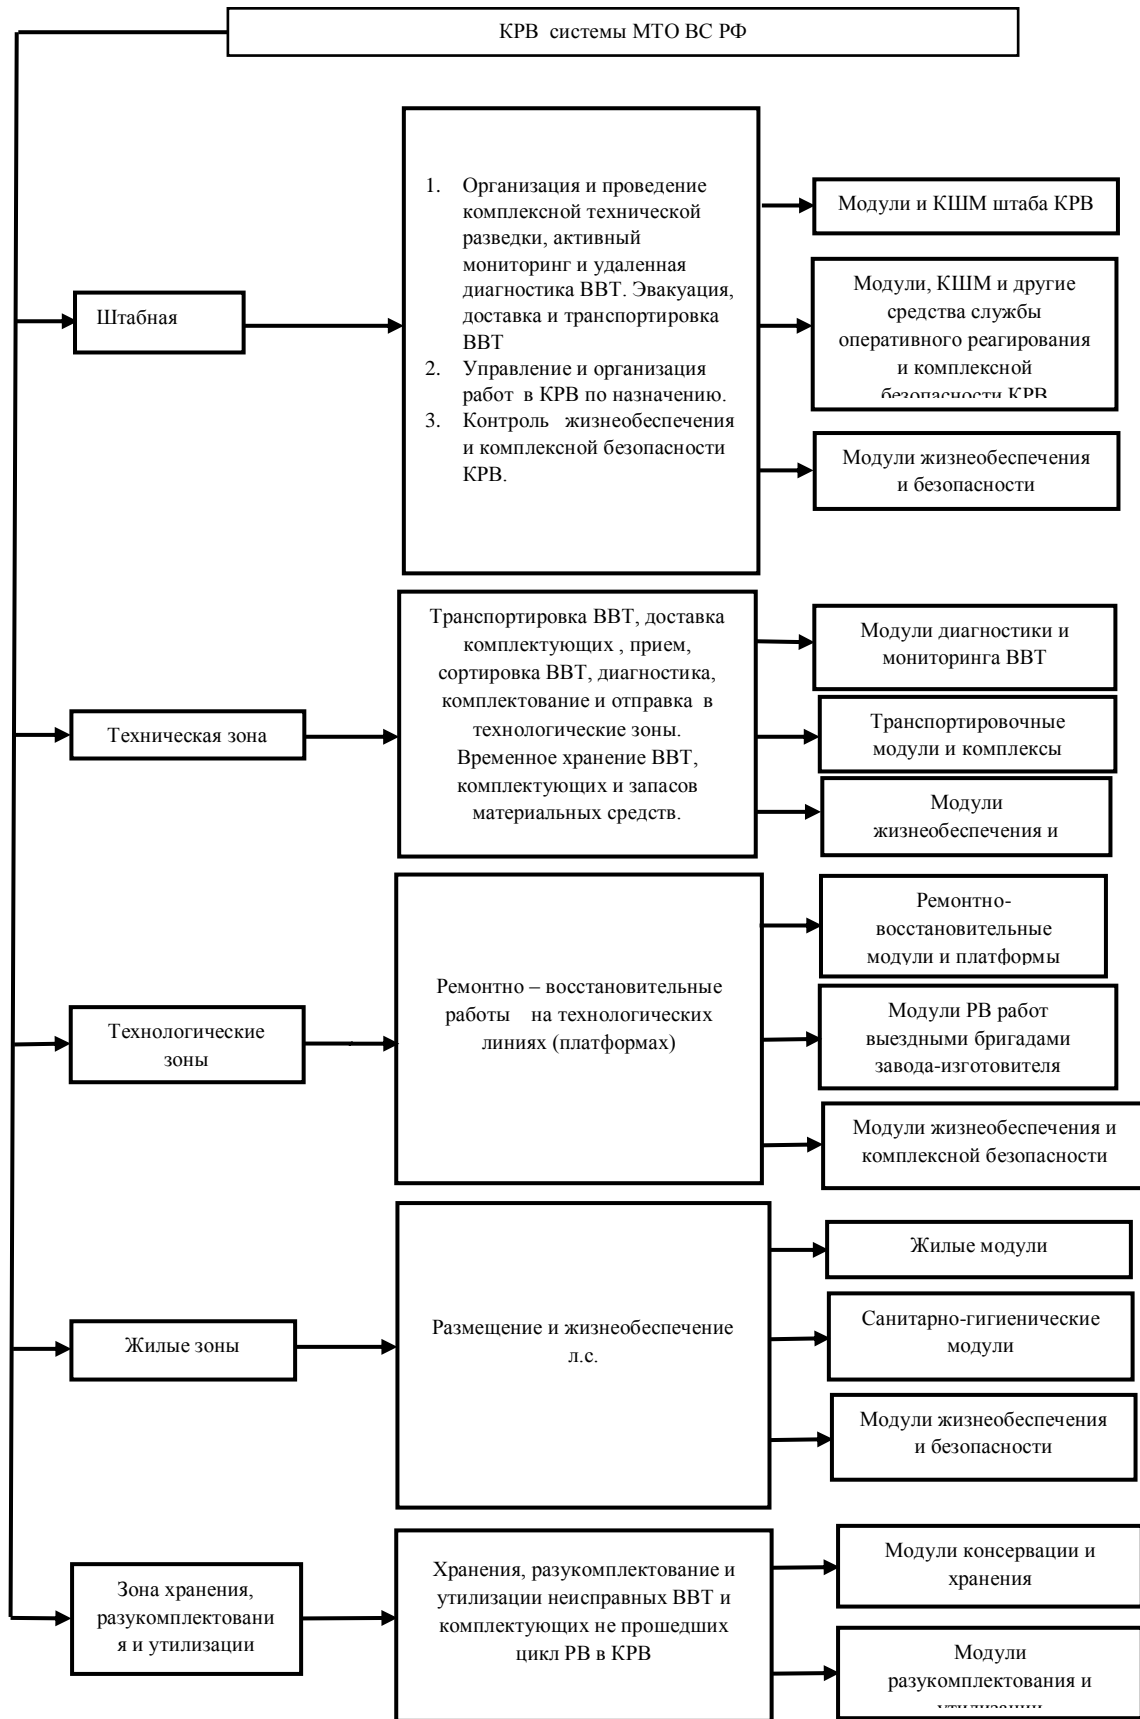 КРВ системы МТО ВС РФ
Штабная
1. Организация и проведение
комплексной технической
разведки, активный
мониторинг и удаленная
диагностика ВВТ. Эвакуация,
доставка и транспортировка
ВВТ
2. Управление и организация
работ в КРВ по назначению.
3. Контроль жизнеобеспечения
и комплексной безопасности
КРВ.
Модули и КШМ штаба КРВ
Модули, КШМ и другие
средства службы
оперативного реагирования
и комплексной
безопасности КРВ
Модули жизнеобеспечения
и безопасности
Техническая зона
Транспортировка ВВТ, доставка
комплектующих , прием,
сортировка ВВТ, диагностика,
комплектование и отправка в
технологические зоны.
Временное хранение ВВТ,
комплектующих и запасов
материальных средств.
Модули диагностики и
мониторинга ВВТ
Транспортировочные
модули и комплексы
Модули
жизнеобеспечения и
Технологические
зоны
Ремонтно – восстановительные
работы на технологических
линиях (платформах)
Ремонтно-
восстановительные
модули и платформы
Модули РВ работ
выездными бригадами
завода-изготовителя
Модули жизнеобеспечения и
комплексной безопасности
Жилые зоны
Размещение и жизнеобеспечение
л.с.
Жилые модули
Санитарно-гигиенические
модули
Модули жизнеобеспечения
и безопасности
Зона хранения,
разукомплектовани
я и утилизации
Хранения, разукомплектование и
утилизации неисправных ВВТ и
комплектующих не прошедших
цикл РВ в КРВ
Модули консервации и
хранения
Модули
разукомплектования и
утилизации